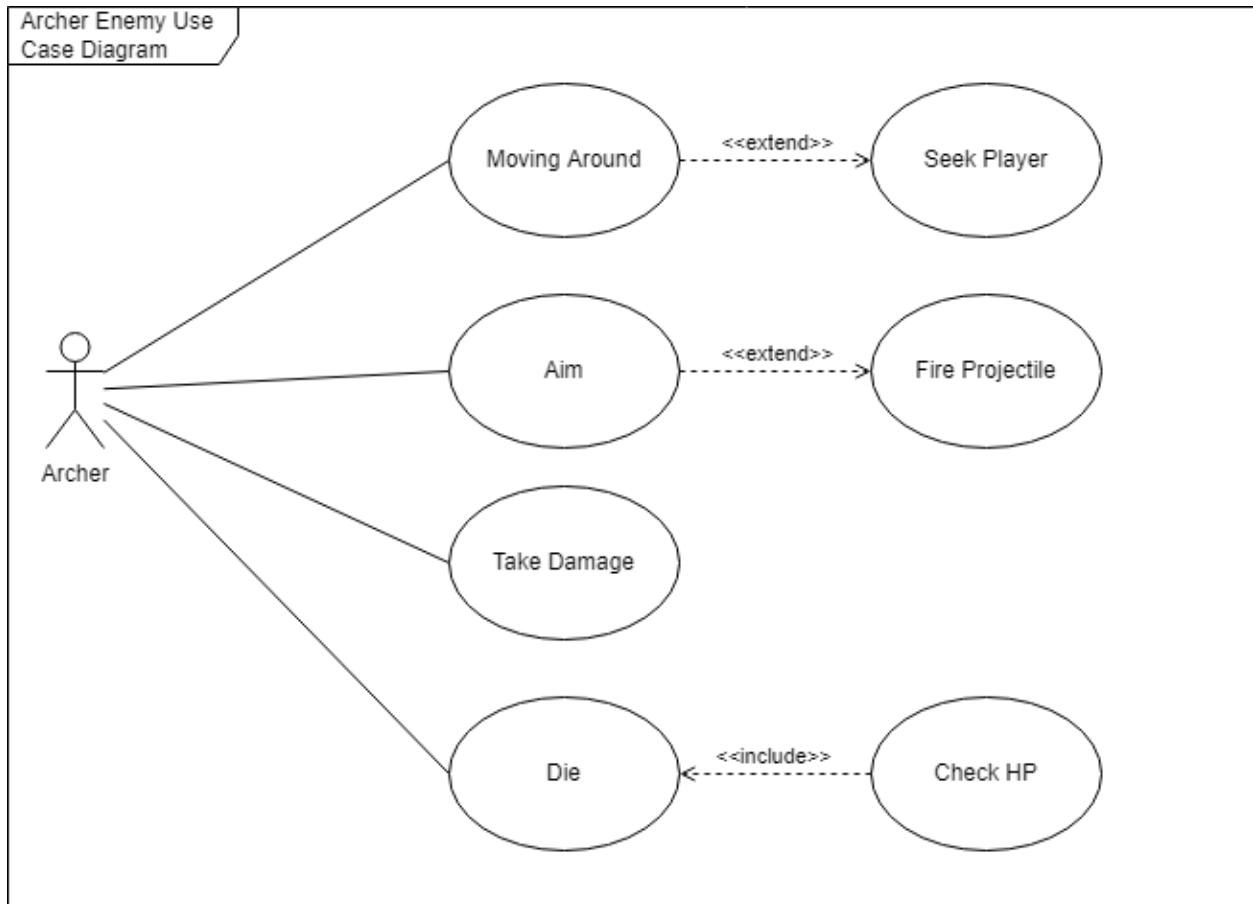 Archer Enemy Use
Case Diagram
Moving Around
<<extend>>
Seek Player
Aim
<<extend>>
Fire Projectile
Archer
Take Damage
Die
<<include>>
Check HP